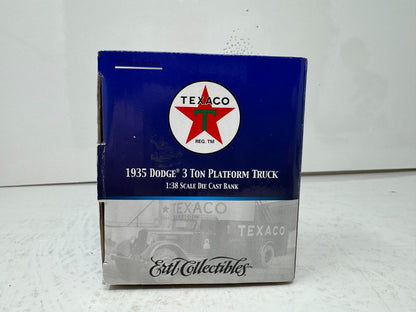 TEXACO
T
REG. TM
1935 DODGE® 3 TON PLATFORM TRUCK
1:38 SCALE DIE CAST BANK
TEXACO
TEXACO
Ertl Collectibles